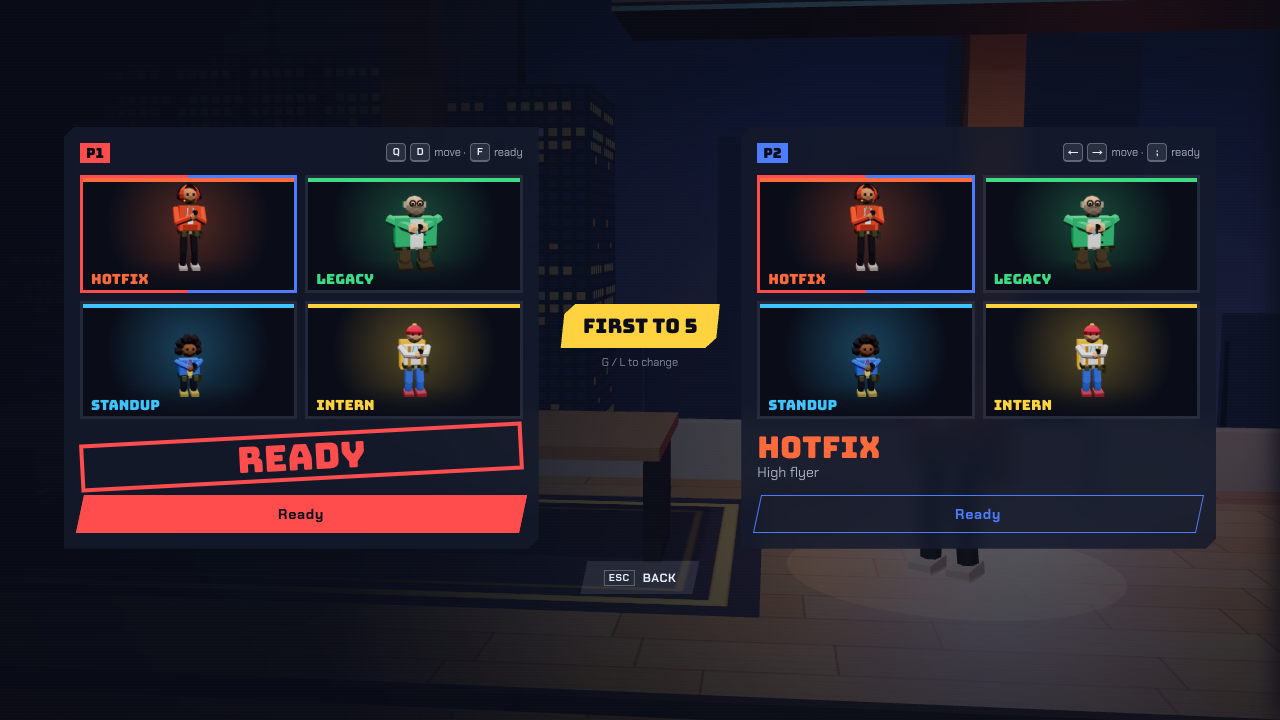 P1
Q D move · F ready
HOTFIX
LEGACY
STANDUP
INTERN
READY
Ready
FIRST TO 5
G / L to change
ESC BACK
P2
← → move · ; ready
HOTFIX
LEGACY
STANDUP
INTERN
HOTFIX
High flyer
Ready